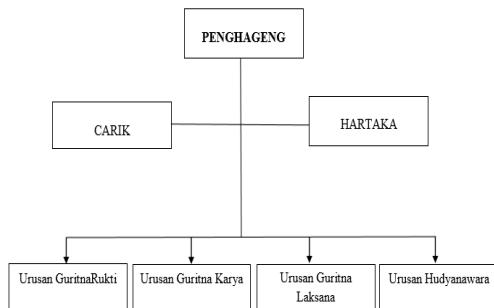 PENGHAGENG
CARIK
HARTAKA
Urusan GuritnaRukti
Urusan Guritna Karya
Urusan Guritna
Laksana
Urusan Hudyanawara